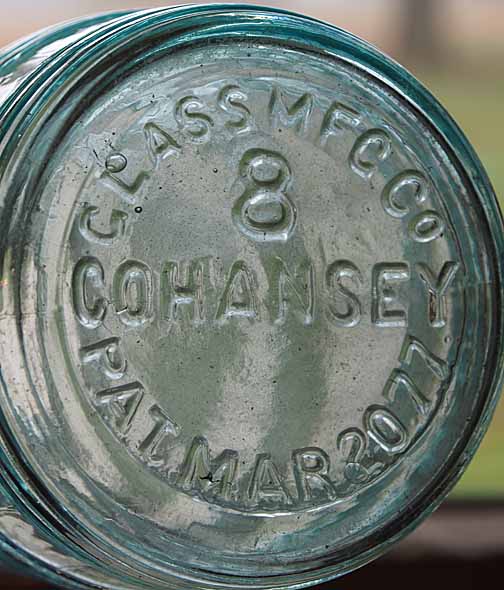 GLASS MFG CO
8
COHANSEY
PAT. MAR 20 77.